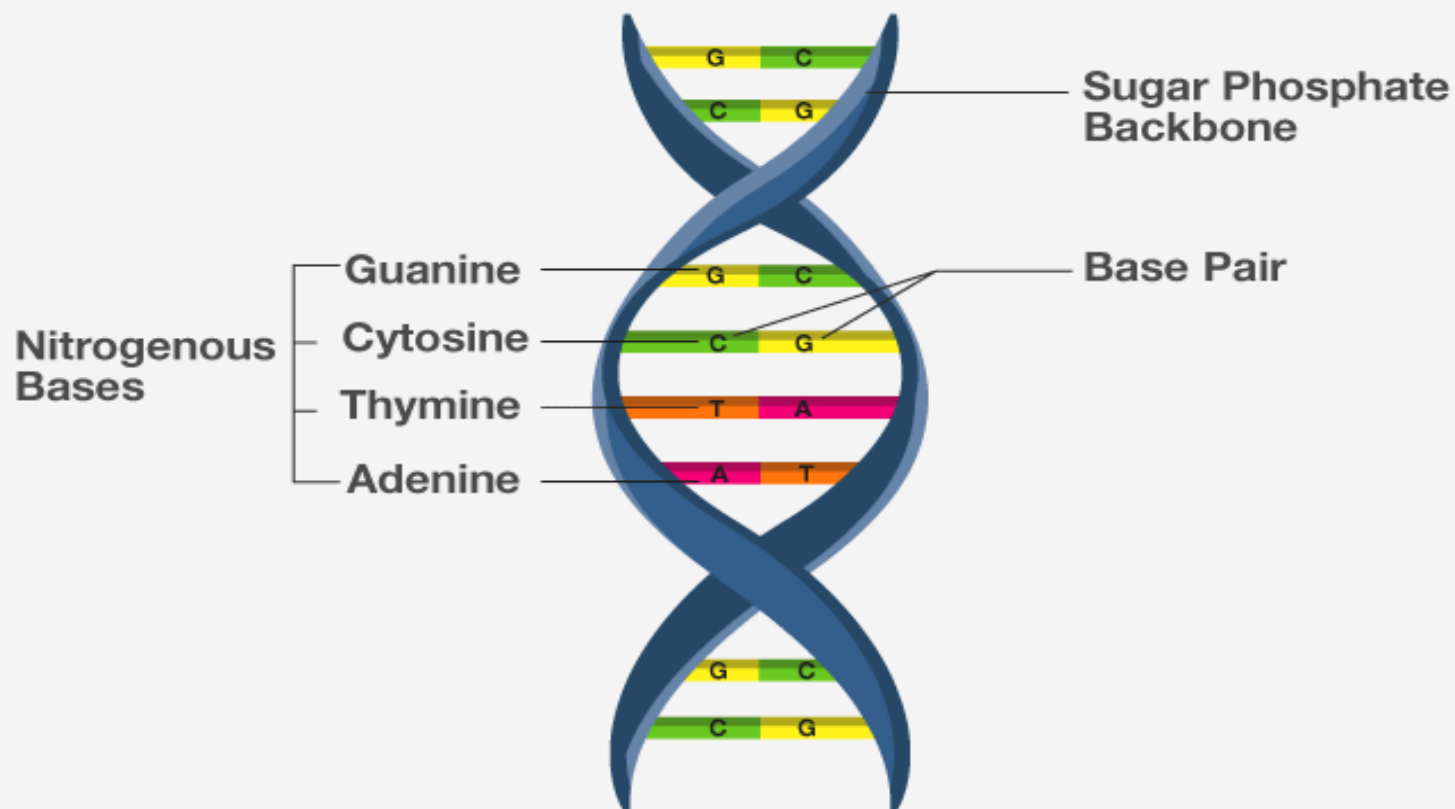 G C
Sugar Phosphate
Backbone
C G
Guanine
G C
Base Pair
Nitrogenous
Bases
Cytosine
C G
Thymine
T A
Adenine
A T
G C
C G